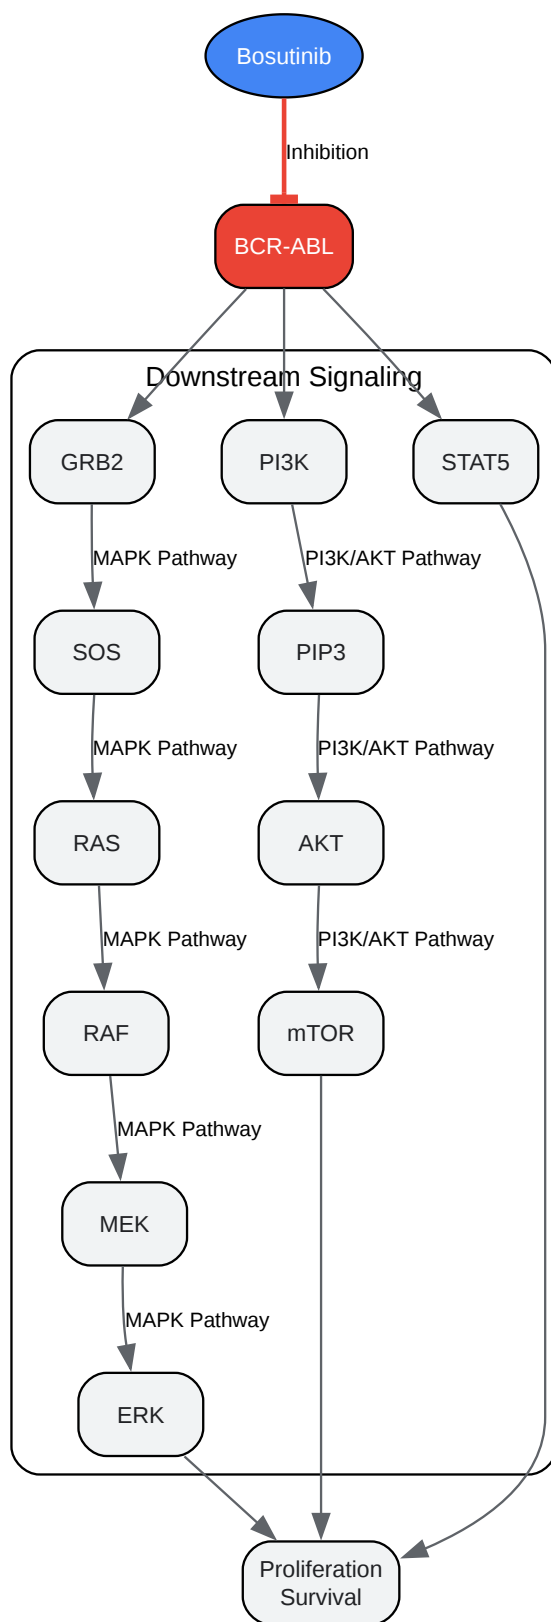 Bosutinib
Inhibition
BCR-ABL
Downstream Signaling
GRB2
PI3K
STAT5
MAPK Pathway
PI3K/AKT Pathway
SOS
PIP3
MAPK Pathway
PI3K/AKT Pathway
RAS
AKT
MAPK Pathway
PI3K/AKT Pathway
RAF
mTOR
MAPK Pathway
MEK
MAPK Pathway
ERK
Proliferation
Survival